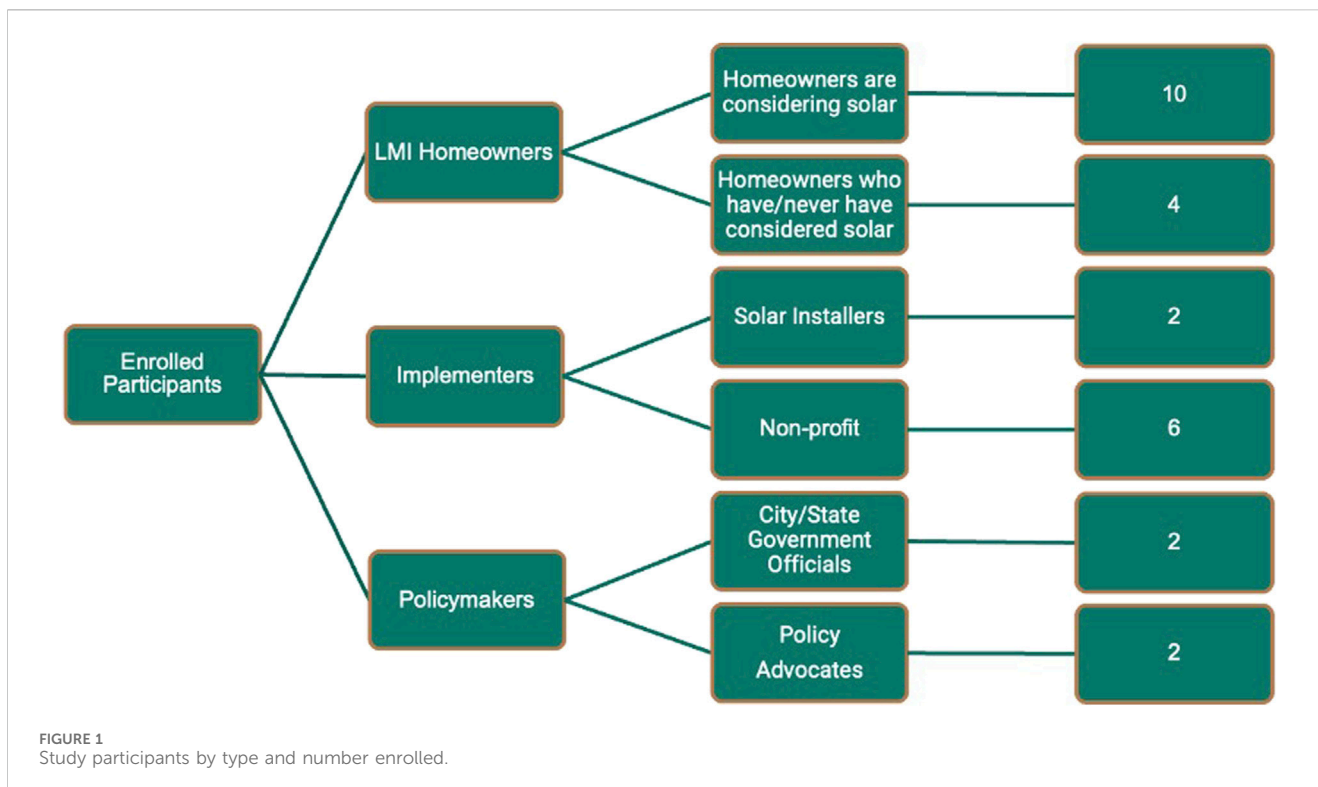 Homeowners are
considering solar
10
LMI Homeowners
Homeowners who
have/never have
considered solar
4
Solar Installers
2
Enrolled
Participants
Implementers
Non-profit
6
City/State
Government
Officials
2
Policymakers
Policy
Advocates
2
FIGURE 1
Study participants by type and number enrolled.